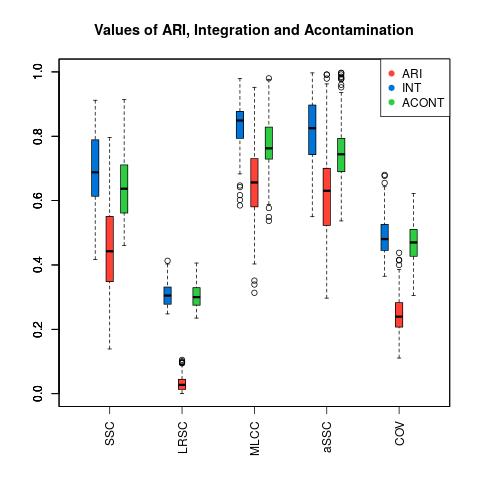 Values of ARI, Integration and Acontamination
ARI
INT
ACONT
1.0
0.8
0.6
0.4
0.2
0.0
SSC
LRSC
MLCC
aSSC
COV